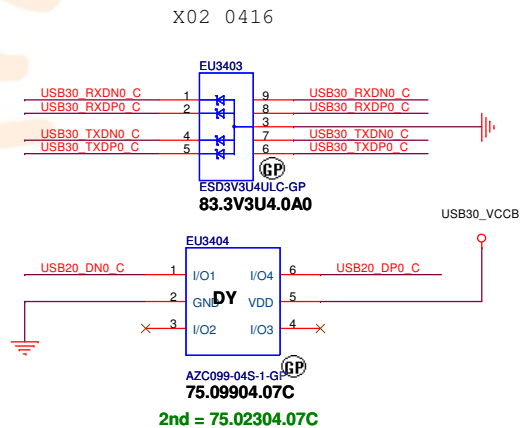 X02 0416
EU3403
USB30_RXDN0_C 1 9 USB30_RXDN0_C
USB30_RXDP0_C 2 8 USB30_RXDP0_C
3
USB30_TXDN0_C 4 7 USB30_TXDN0_C
USB30_TXDP0_C 5 6 USB30_TXDP0_C
GP
ESD3V3U4ULC-GP
83.3V3U4.0A0
USB30_VCCB
EU3404
USB20_DN0_C 1 I/O1 I/O4 6 USB20_DP0_C
2 GND DY VDD 5
3 I/O2 I/O3 4
GP
AZC099-04S-1-GP
75.09904.07C
2nd = 75.02304.07C